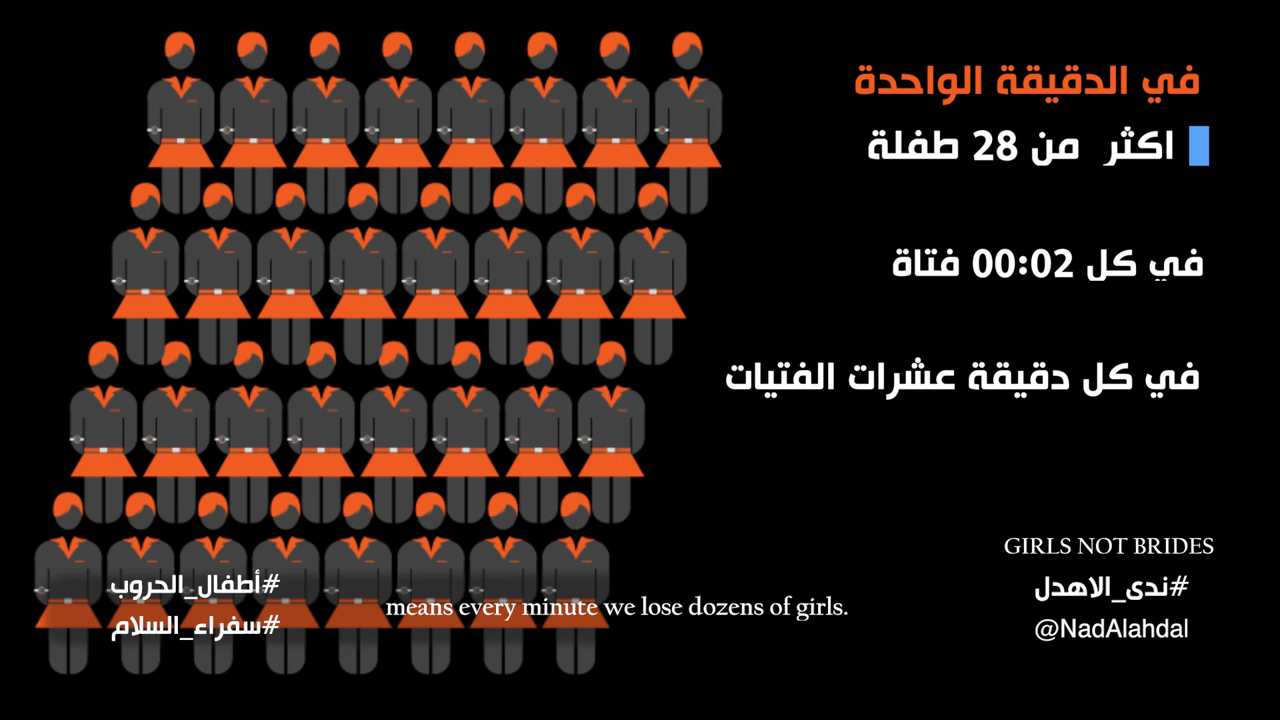 في الدقيقة الواحدة
اكثر من 28 طفلة
في كل 00:02 فتاة
في كل دقيقة عشرات الفتيات
GIRLS NOT BRIDES
#ندى_الاهدل
@NadAlahdal
#أطفال_الحروب
#سفراء_السلام
means every minute we lose dozens of girls.